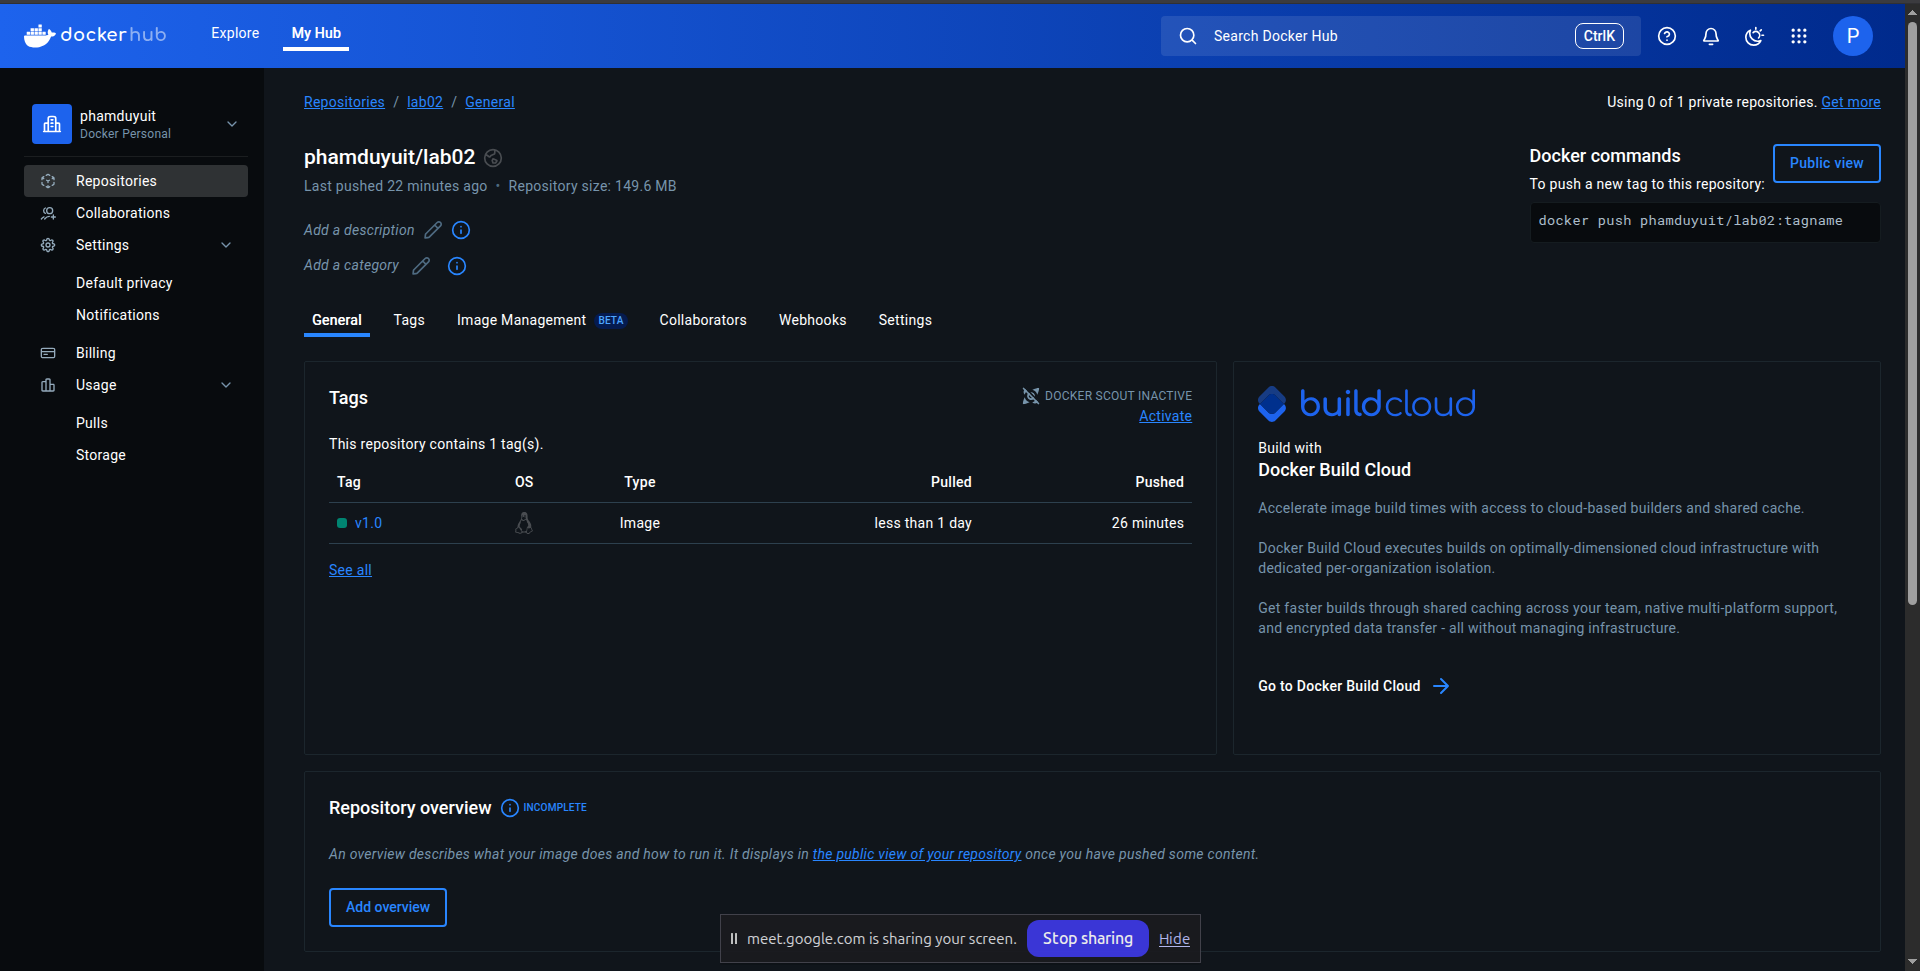 dockerhub
Explore
My Hub
Search Docker Hub
CtrlK
P
phamduyuit
Docker Personal
Repositories
Collaborations
Settings
Default privacy
Notifications
Billing
Usage
Pulls
Storage
Repositories / lab02 / General
Using 0 of 1 private repositories. Get more
phamduyuit/lab02
Last pushed 22 minutes ago • Repository size: 149.6 MB
Add a description
Add a category
Docker commands
Public view
To push a new tag to this repository:
docker push phamduyuit/lab02:tagname
General
Tags
Image Management BETA
Collaborators
Webhooks
Settings
Tags
DOCKER SCOUT INACTIVE
Activate
This repository contains 1 tag(s).
Tag OS Type Pulled Pushed
v1.0 Image less than 1 day 26 minutes
See all
buildcloud
Build with
Docker Build Cloud
Accelerate image build times with access to cloud-based builders and shared cache.
Docker Build Cloud executes builds on optimally-dimensioned cloud infrastructure with
dedicated per-organization isolation.
Get faster builds through shared caching across your team, native multi-platform support,
and encrypted data transfer - all without managing infrastructure.
Go to Docker Build Cloud
Repository overview INCOMPLETE
An overview describes what your image does and how to run it. It displays in the public view of your repository once you have pushed some content.
Add overview
meet.google.com is sharing your screen.
Stop sharing
Hide